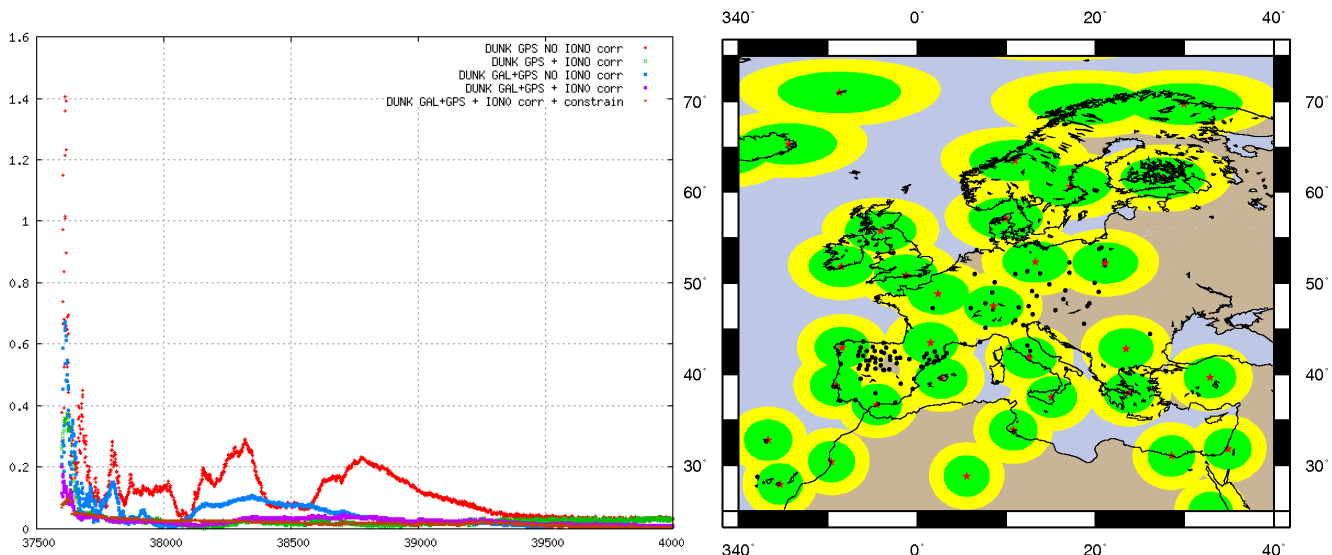 1.6
1.4
1.2
1
0.8
0.6
0.4
0.2
0
37500
38000
38500
39000
39500
4000
DUNK GPS NO IONO corr
DUNK GPS + IONO corr
DUNK GAL+GPS NO IONO corr
DUNK GAL+GPS + IONO corr
DUNK GAL+GPS + IONO corr + constrain
340˚ 0˚ 20˚ 40˚
70˚ 70˚
60˚ 60˚
50˚ 50˚
40˚ 40˚
30˚ 30˚
340˚ 0˚ 20˚ 40˚